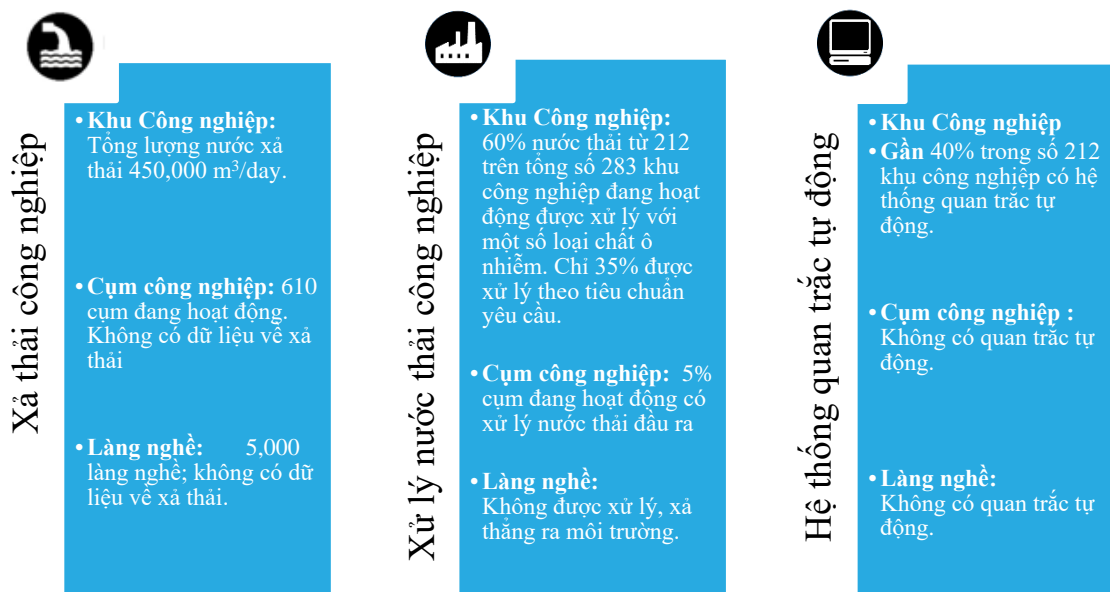 Xả thải công nghiệp
• Khu Công nghiệp:
Tổng lượng nước xả
thải 450,000 m³/day.
• Cụm công nghiệp: 610
cụm đang hoạt động.
Không có dữ liệu về xả
thải
• Làng nghề: 5,000
làng nghề; không có dữ
liệu về xả thải.
Xử lý nước thải công nghiệp
• Khu Công nghiệp:
60% nước thải từ 212
trên tổng số 283 khu
công nghiệp đang hoạt
động được xử lý với
một số loại chất ô
nhiễm. Chỉ 35% được
xử lý theo tiêu chuẩn
yêu cầu.
• Cụm công nghiệp: 5%
cụm đang hoạt động có
xử lý nước thải đầu ra
• Làng nghề:
Không được xử lý, xả
thẳng ra môi trường.
Hệ thống quan trắc tự động
• Khu Công nghiệp
• Gần 40% trong số 212
khu công nghiệp có hệ
thống quan trắc tự
động.
• Cụm công nghiệp :
Không có quan trắc tự
động.
• Làng nghề:
Không có quan trắc tự
động.